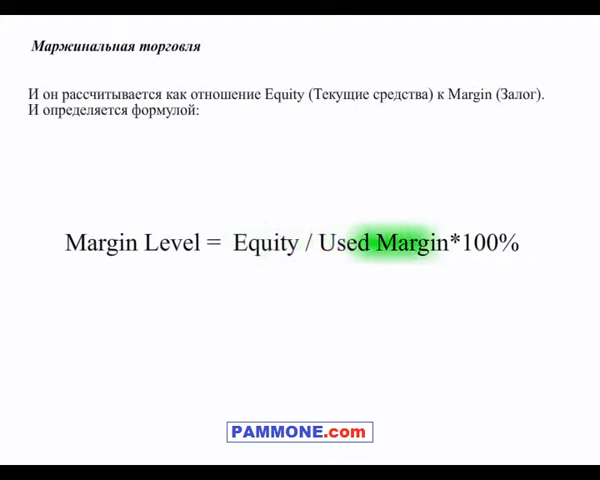 Маржинальная торговля
И он рассчитывается как отношение Equity (Текущие средства) к Margin (Залог).
И определяется формулой:
Margin Level = Equity / Used Margin*100%
PAMMONE.com